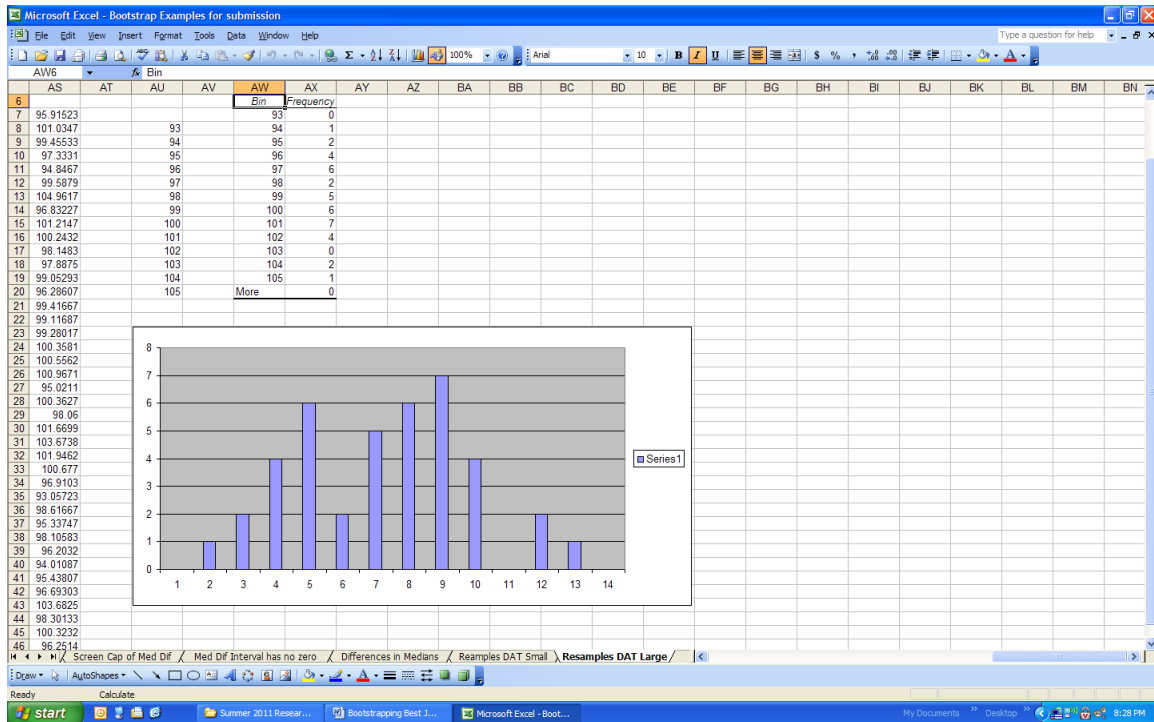 Microsoft Excel - Bootstrap Examples for submission
File Edit View Insert Format Tools Data Window Help Type a question for help
100% Arial 10 B I U $ % ,
AW6 fx Bin
AS AT AU AV AW AX AY AZ BA BB BC BD BE BF BG BH BI BJ BK BL BM BN
6 Bin Frequency
7 95.91523 93 0
8 101.0347 93 94 1
9 99.45533 94 95 2
10 97.3331 95 96 4
11 94.8467 96 97 6
12 99.5879 97 98 2
13 104.9617 98 99 5
14 96.83227 99 100 6
15 101.2147 100 101 7
16 100.2432 101 102 4
17 98.1483 102 103 0
18 97.8875 103 104 2
19 99.05293 104 105 1
20 96.28607 105 More 0
21 99.41667
22 99.11687
23 99.28017
24 100.3581
25 100.5562
26 100.9671
27 95.0211
28 100.3627
29 98.06
30 101.6699
31 103.6738
32 101.9462
33 100.677
34 96.9103
35 93.05723
36 98.61667
37 95.33747
38 98.10583
39 96.2032
40 94.01087
41 95.43807
42 96.69303
43 103.6825
44 98.30133
45 100.3232
46 96.2514
8
7
6
5
4
3
2
1
0
1 2 3 4 5 6 7 8 9 10 11 12 13 14
Series1
Screen Cap of Med Dif / Med Dif Interval has no zero / Differences in Medians / Reamples DAT Small \ Resamples DAT Large /
Draw AutoShapes
Ready Calculate
start Summer 2011 Resear... Bootstrapping Best J... Microsoft Excel - Boot... My Documents Desktop 8:28 PM